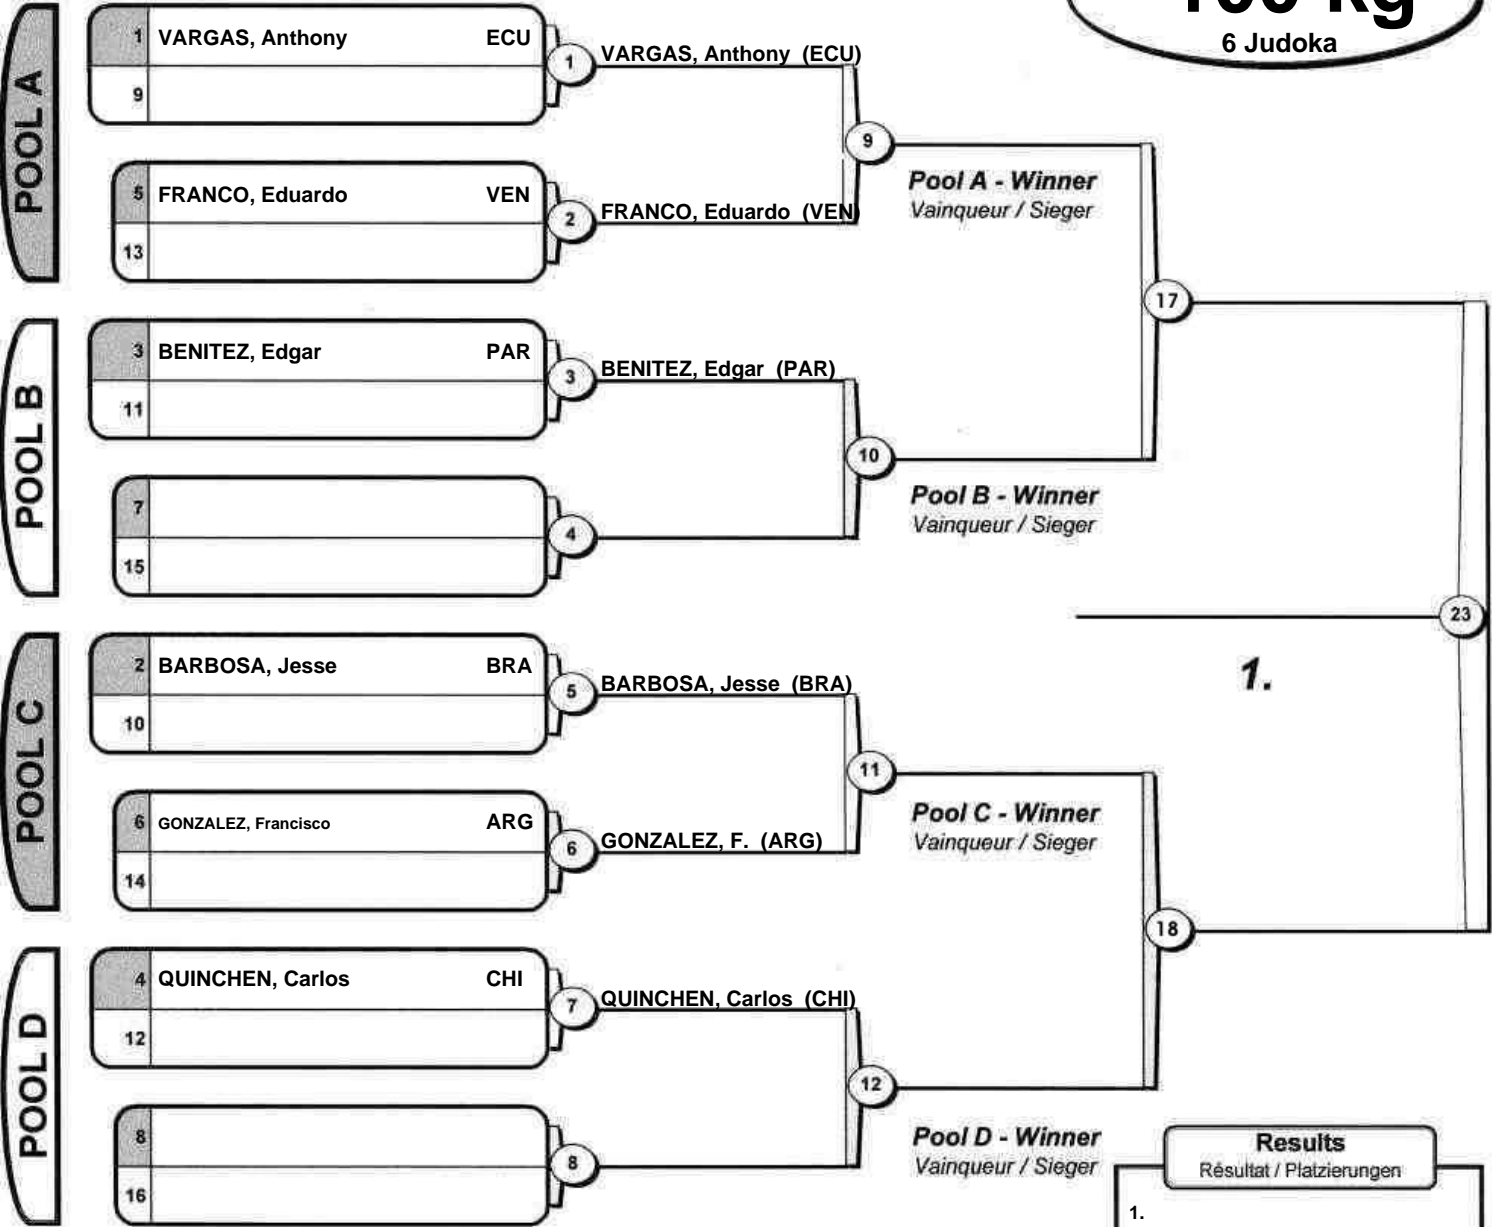 100 kg
6 Judoka
POOL A
1 VARGAS, Anthony ECU
9
1
VARGAS, Anthony (ECU)
5 FRANCO, Eduardo VEN
13
2
FRANCO, Eduardo (VEN)
9
Pool A - Winner
Vainqueur / Sieger
17
POOL B
3 BENITEZ, Edgar PAR
11
3
BENITEZ, Edgar (PAR)
7
15
4
10
Pool B - Winner
Vainqueur / Sieger
23
1.
POOL C
2 BARBOSA, Jesse BRA
10
5
BARBOSA, Jesse (BRA)
6 GONZALEZ, Francisco ARG
14
6
GONZALEZ, F. (ARG)
11
Pool C - Winner
Vainqueur / Sieger
18
POOL D
4 QUINCHEN, Carlos CHI
12
7
QUINCHEN, Carlos (CHI)
8
16
8
12
Pool D - Winner
Vainqueur / Sieger
Results
Résultat / Platzierungen
1.